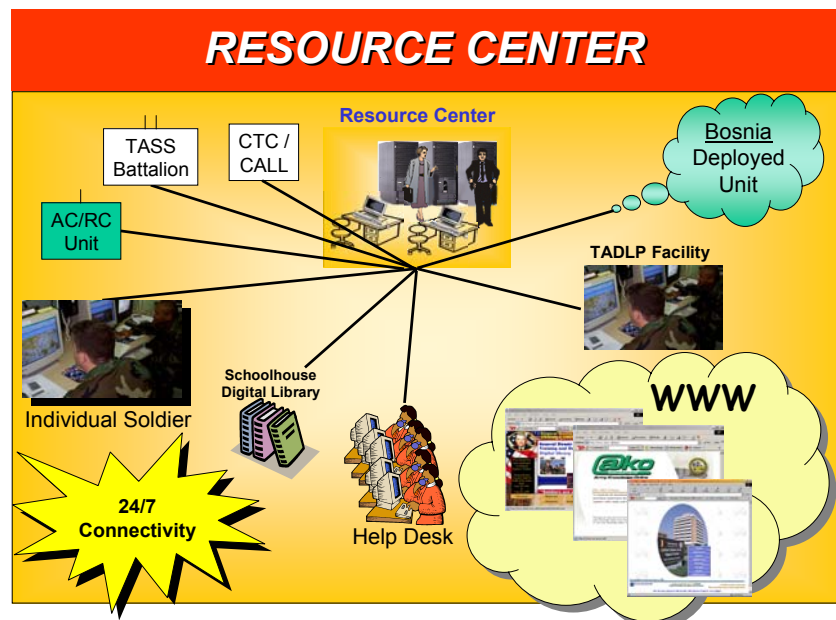 RESOURCE CENTER
Resource Center
TASS
Battalion
CTC /
CALL
Bosnia
Deployed
Unit
AC/RC
Unit
TADLP Facility
Individual Soldier
Schoolhouse
Digital Library
Help Desk
24/7
Connectivity
WWW
@ko